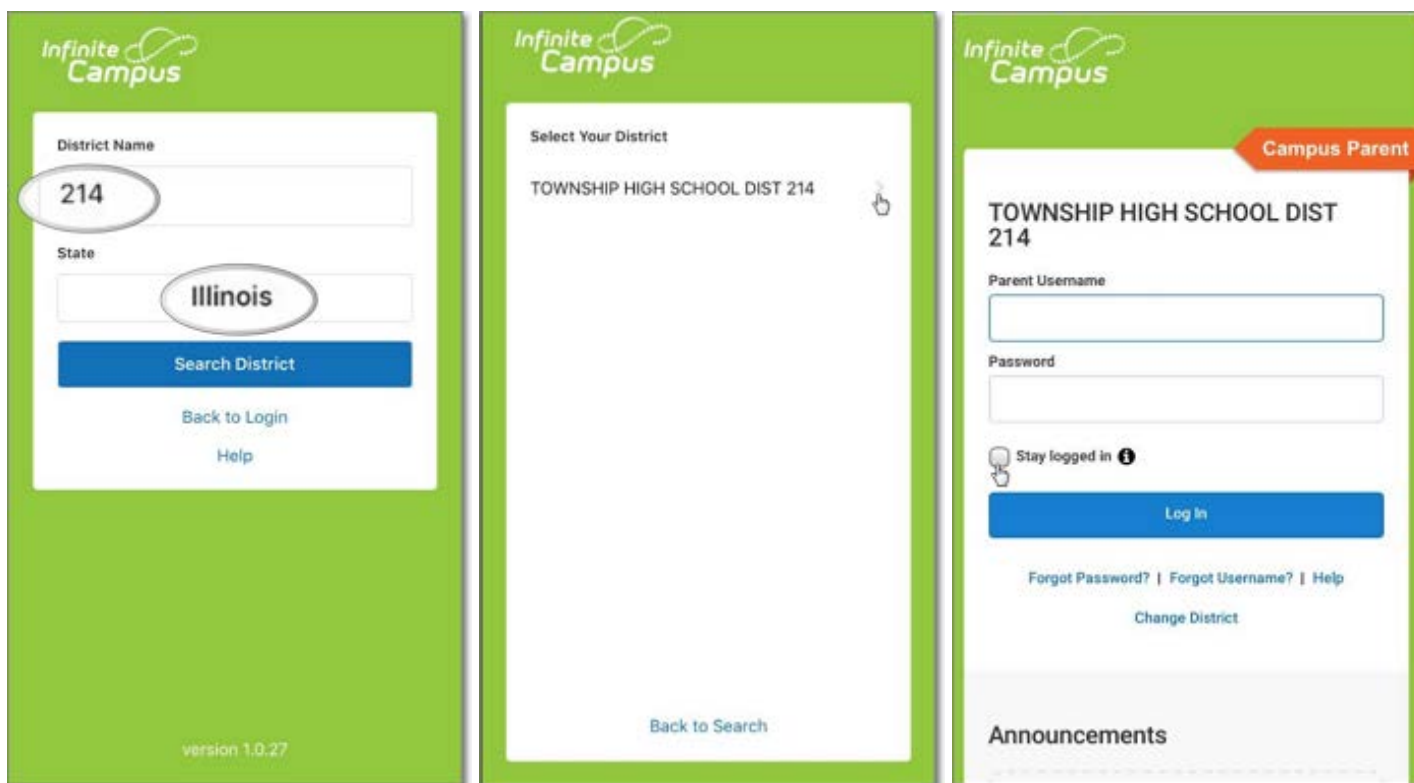 Infinite
Campus
District Name
214
State
Illinois
Search District
Back to Login
Help
version 1.0.27
Infinite
Campus
Select Your District
TOWNSHIP HIGH SCHOOL DIST 214
Back to Search
Infinite
Campus
Campus Parent
TOWNSHIP HIGH SCHOOL DIST
214
Parent Username
Password
Stay logged in
Log In
Forgot Password? | Forgot Username? | Help
Change District
Announcements